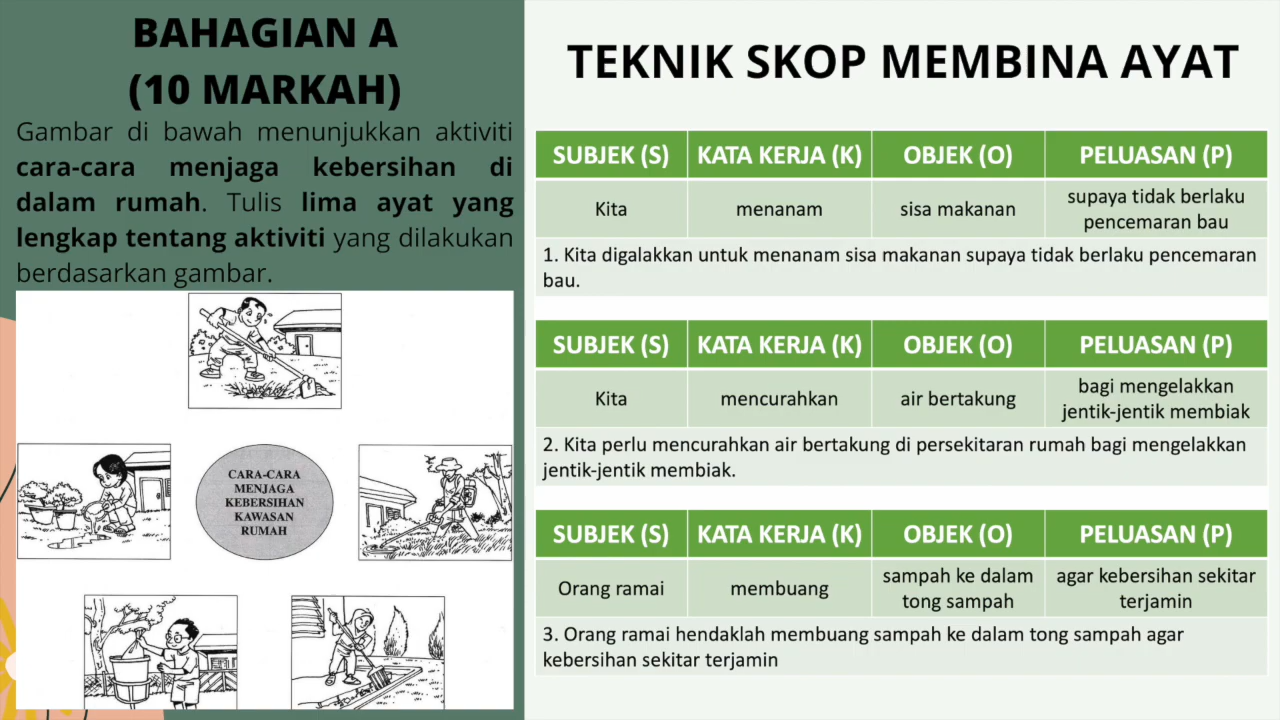 BAHAGIAN A
(10 MARKAH)
Gambar di bawah menunjukkan aktiviti
cara-cara menjaga kebersihan di
dalam rumah. Tulis lima ayat yang
lengkap tentang aktiviti yang dilakukan
berdasarkan gambar.
CARA-CARA
MENJAGA
KEBERSIHAN
KAWASAN
RUMAH
TEKNIK SKOP MEMBINA AYAT
SUBJEK (S) KATA KERJA (K) OBJEK (O) PELUASAN (P)
Kita menanam sisa makanan supaya tidak berlaku
pencemaran bau
1. Kita digalakkan untuk menanam sisa makanan supaya tidak berlaku pencemaran
bau.
SUBJEK (S) KATA KERJA (K) OBJEK (O) PELUASAN (P)
Kita mencurahkan air bertakung bagi mengelakkan
jentik-jentik membiak
2. Kita perlu mencurahkan air bertakung di persekitaran rumah bagi mengelakkan
jentik-jentik membiak.
SUBJEK (S) KATA KERJA (K) OBJEK (O) PELUASAN (P)
Orang ramai membuang sampah ke dalam
tong sampah agar kebersihan sekitar
terjamin
3. Orang ramai hendaklah membuang sampah ke dalam tong sampah agar
kebersihan sekitar terjamin